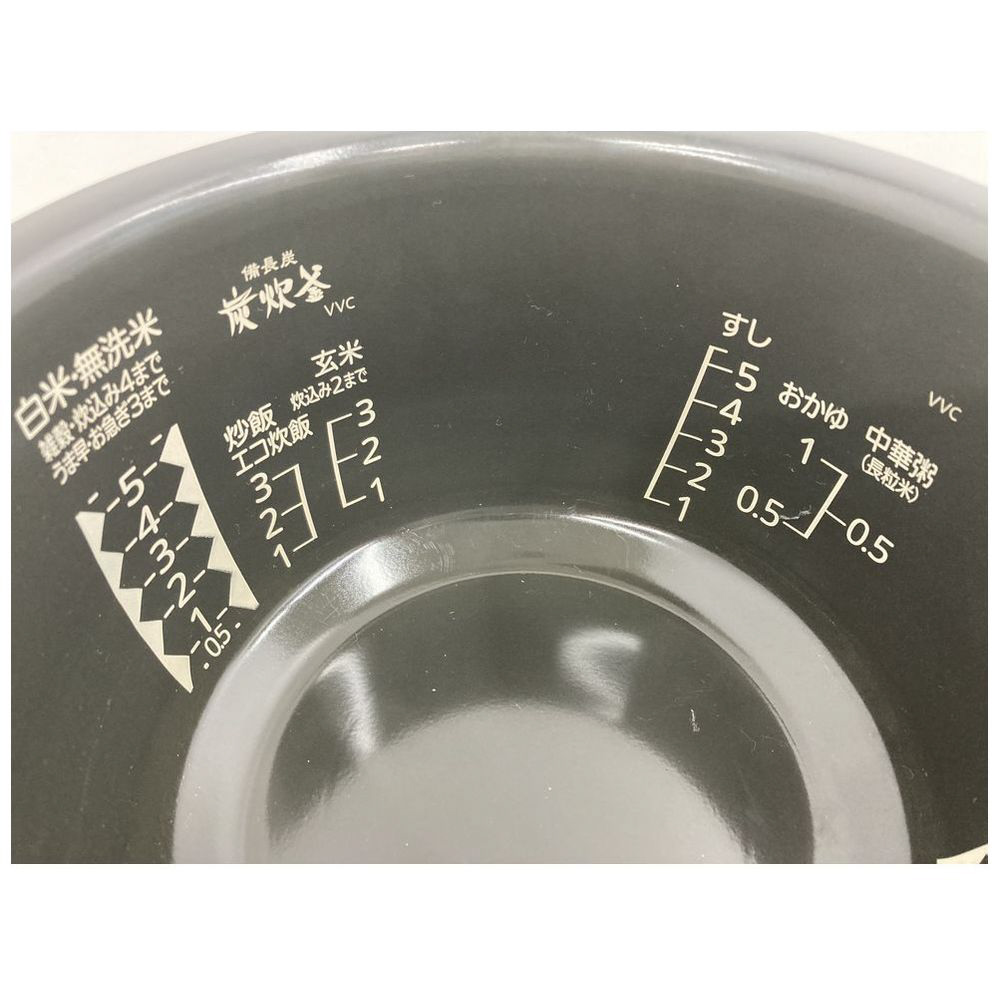 備長炭
炭炊釜
VVC
白米・無洗米
雑穀・炊込み4まで
うま早・お急ぎ3まで
5
4
3
2
1
0.5
炒飯
エコ炊飯
3
2
1
玄米
炊込み2まで
3
2
1
すし
5
4
3
2
1
おかゆ
1
0.5
中華粥
(長粒米)
0.5
VVC